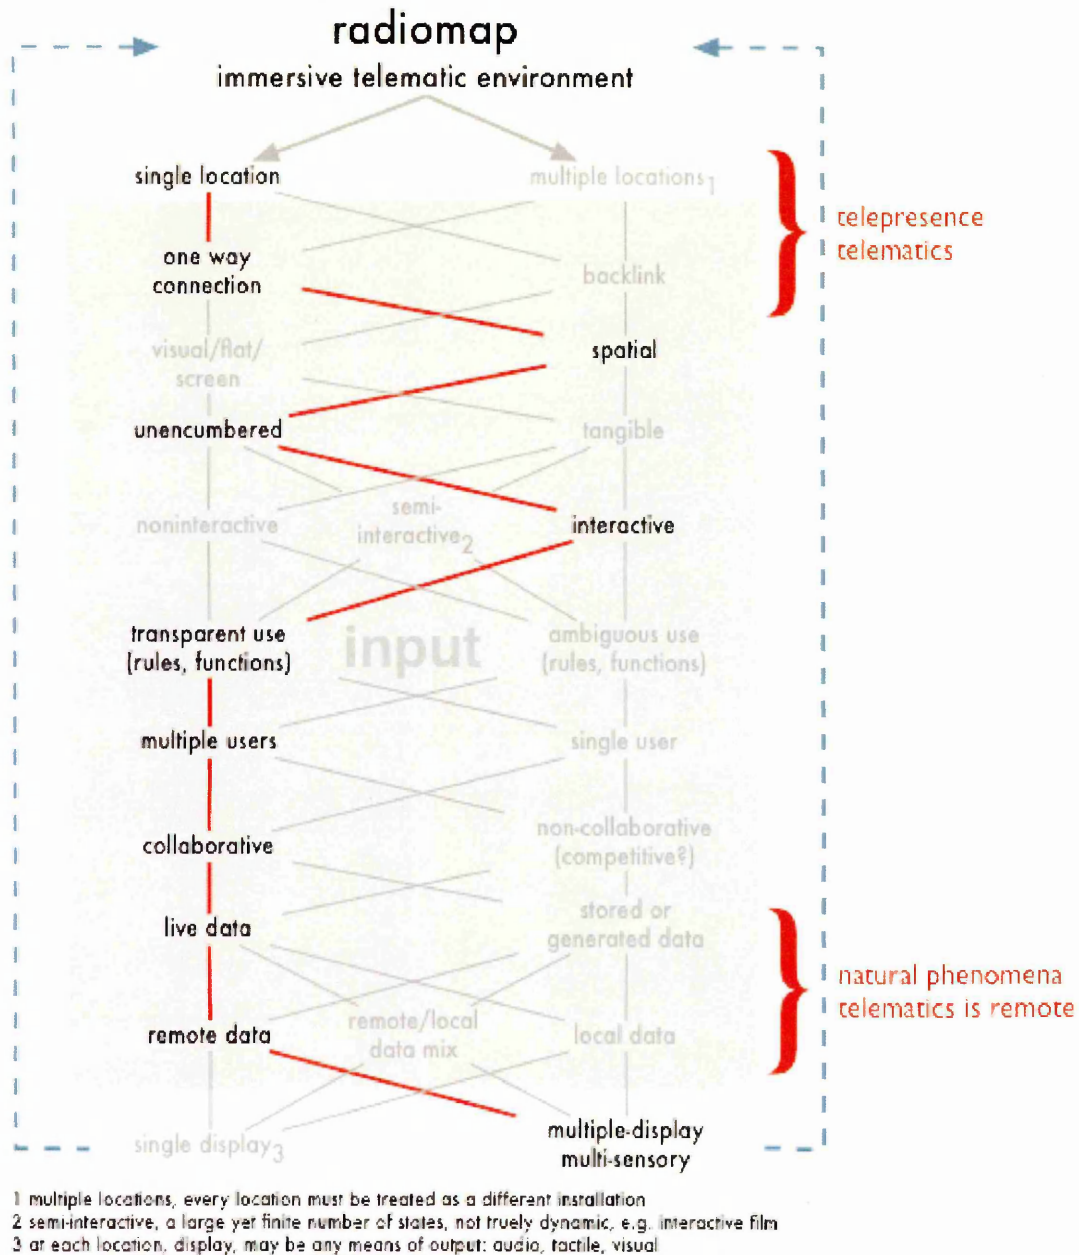 radiomap
immersive telematic environment
single location
multiple locations1
telepresence
telematics
one way
connection
backlink
visual/flat/
screen
spatial
unencumbered
tangible
noninteractive
semi-
interactive2
interactive
transparent use
(rules, functions)
input
ambiguous use
(rules, functions)
multiple users
single user
collaborative
non-collaborative
(competitive?)
live data
stored or
generated data
natural phenomena
telematics is remote
remote data
remote/local
data mix
local data
single display3
multiple-display
multi-sensory
1 multiple locations, every location must be treated as a different installation
2 semi-interactive, a large yet finite number of states, not truely dynamic, e.g. interactive film
3 at each location, display, may be any means of output: audio, tactile, visual